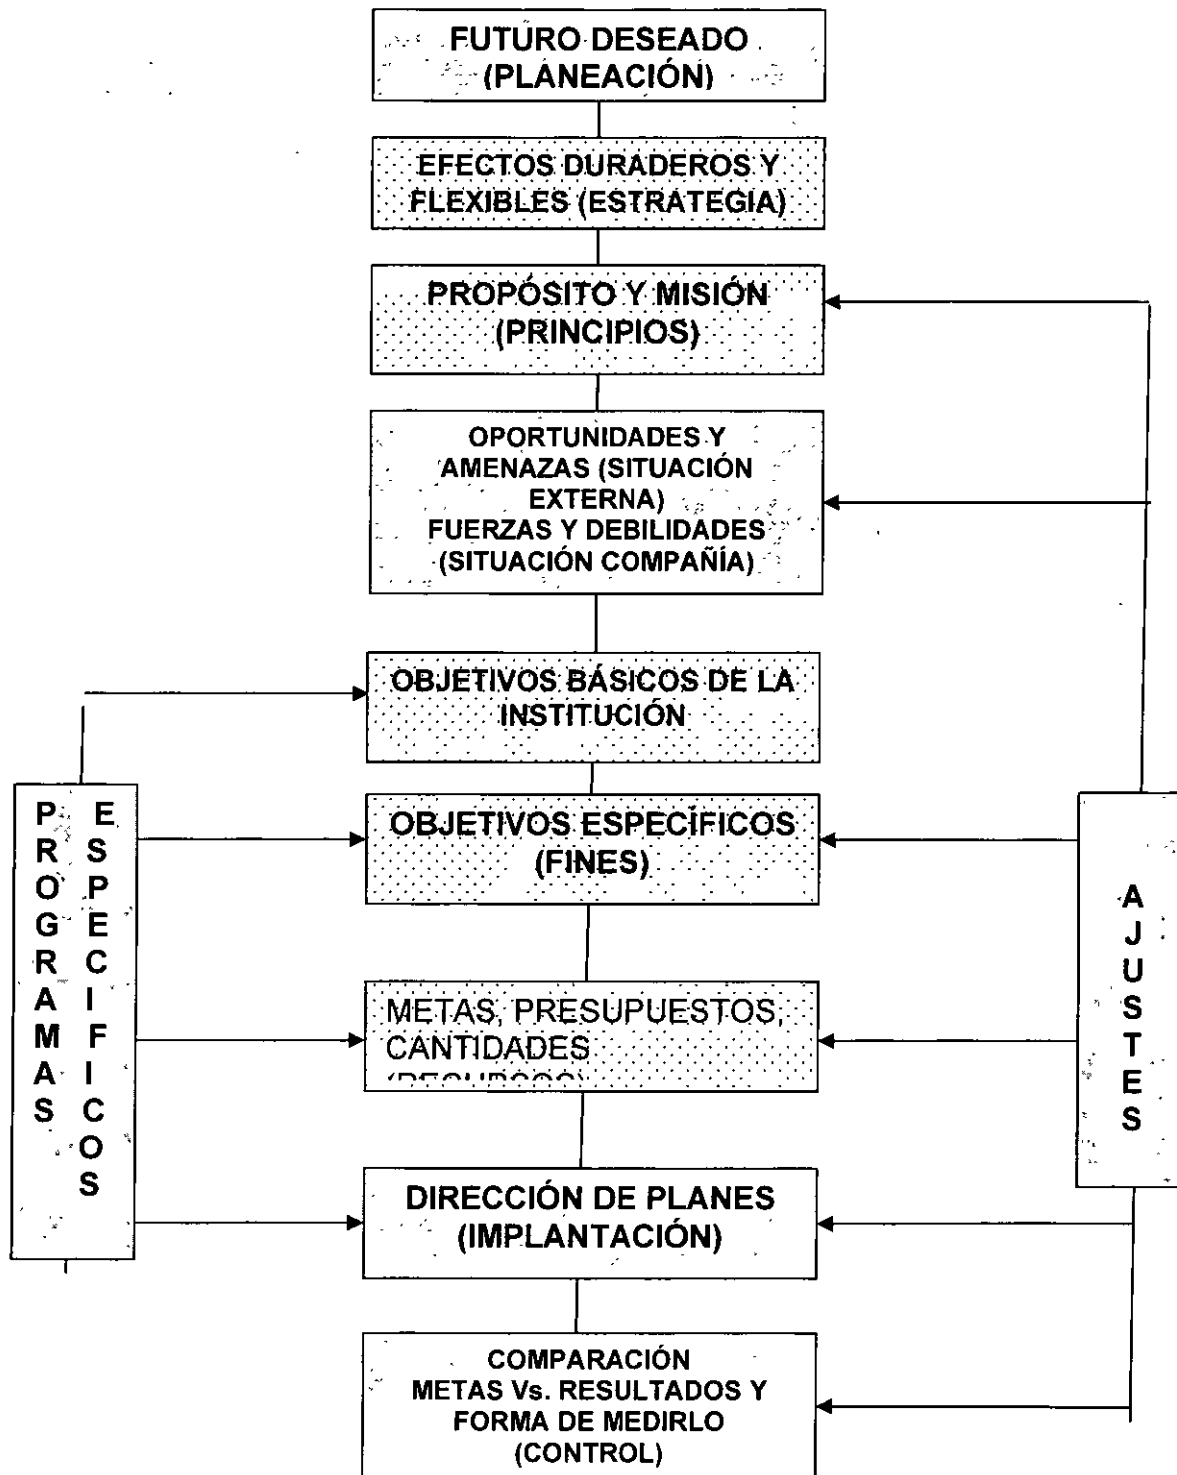 FUTURO DESEADO
(PLANEACIÓN)
EFECTOS DURADEROS Y
FLEXIBLES (ESTRATEGIA)
PROPÓSITO Y MISIÓN
(PRINCIPIOS)
OPORTUNIDADES Y
AMENAZAS (SITUACIÓN
EXTERNA)
FUERZAS Y DEBILIDADES
(SITUACIÓN COMPAÑÍA)
OBJETIVOS BÁSICOS DE LA
INSTITUCIÓN
PROGRAMAS
ESPECIFICOS
OBJETIVOS ESPECÍFICOS
(FINES)
AJUSTES
METAS, PRESUPUESTOS,
CANTIDADES
DIRECCIÓN DE PLANES
(IMPLANTACIÓN)
COMPARACIÓN
METAS Vs. RESULTADOS Y
FORMA DE MEDIRLO
(CONTROL)